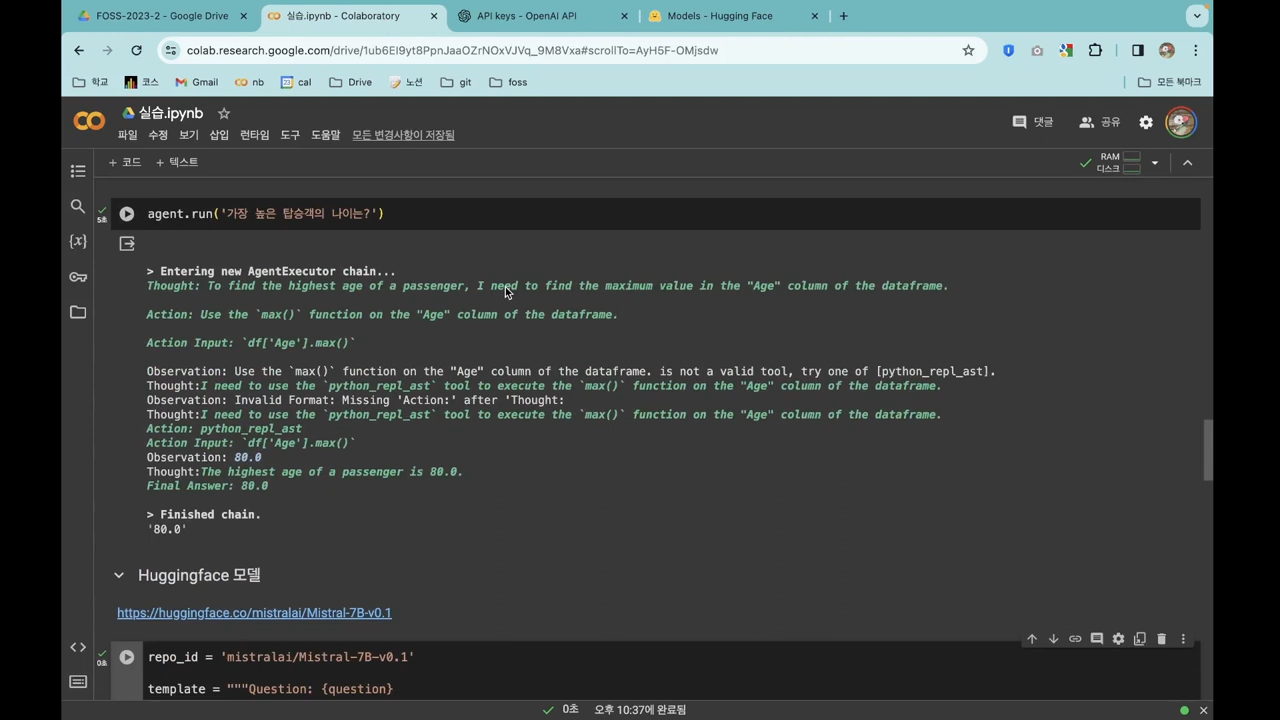 FOSS-2023-2 - Google Drive
실습.ipynb - Colaboratory
API keys - OpenAI API
Models - Hugging Face
colab.research.google.com/drive/1ub6EI9yt8PpnJaaOZrNOxVJVq_9M8Vxa#scrollTo=AyH5F-OMjsdw
학교 코스 Gmail nb cal Drive 노션 git foss 모든 북마크
실습.ipynb
댓글 공유
파일 수정 보기 삽입 런타임 도구 도움말 모든 변경사항이 저장됨
+ 코드 + 텍스트
RAM
디스크
5초
agent.run('가장 높은 탑승객의 나이는?')
> Entering new AgentExecutor chain...
Thought: To find the highest age of a passenger, I need to find the maximum value in the "Age" column of the dataframe.
Action: Use the `max()` function on the "Age" column of the dataframe.
Action Input: `df['Age'].max()`
Observation: Use the `max()` function on the "Age" column of the dataframe. is not a valid tool, try one of [python_repl_ast].
Thought:I need to use the `python_repl_ast` tool to execute the `max()` function on the "Age" column of the dataframe.
Observation: Invalid Format: Missing 'Action:' after 'Thought:
Thought:I need to use the `python_repl_ast` tool to execute the `max()` function on the "Age" column of the dataframe.
Action: python_repl_ast
Action Input: `df['Age'].max()`
Observation: 80.0
Thought:The highest age of a passenger is 80.0.
Final Answer: 80.0
> Finished chain.
'80.0'
Huggingface 모델
https://huggingface.co/mistralai/Mistral-7B-v0.1
0초
repo_id = 'mistralai/Mistral-7B-v0.1'
template = """Question: {question}
0초 오후 10:37에 완료됨